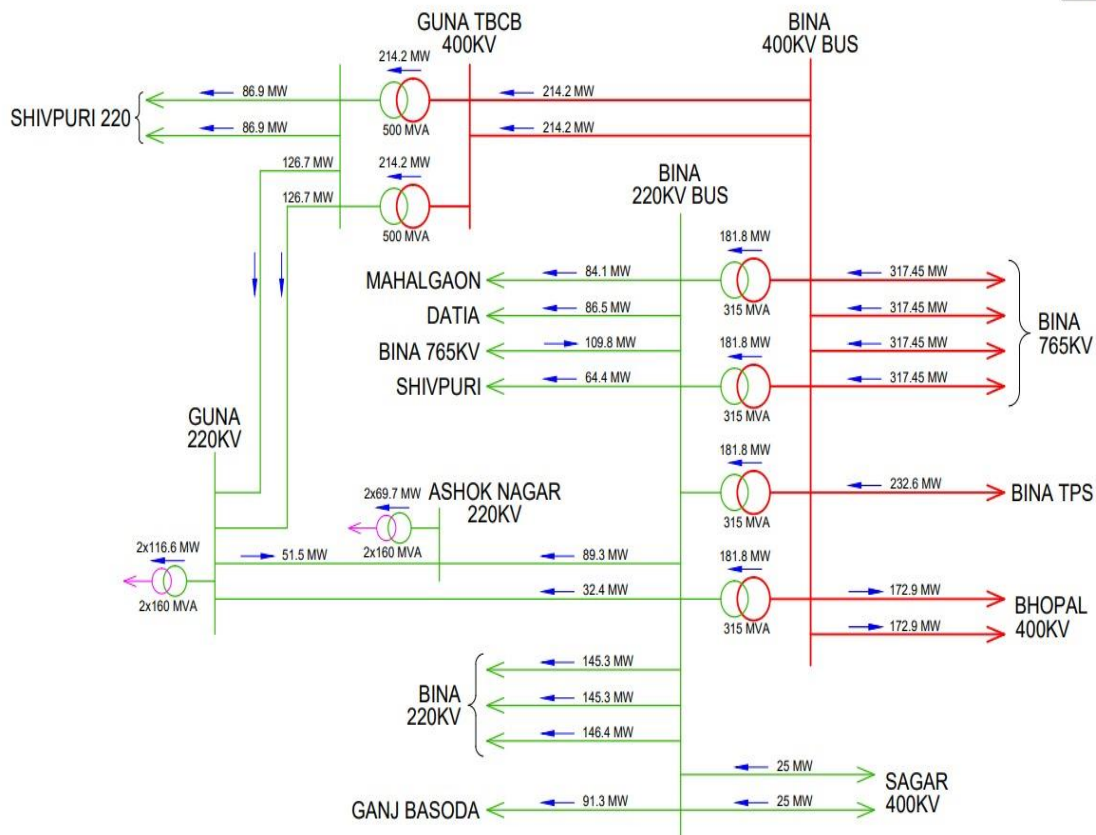 GUNA TBCB
400KV
BINA
400KV BUS
214.2 MW
86.9 MW
214.2 MW
SHIVPURI 220
500 MVA
86.9 MW
214.2 MW
126.7 MW
214.2 MW
126.7 MW
500 MVA
BINA
220KV BUS
181.8 MW
MAHALGAON
84.1 MW
317.45 MW
315 MVA
DATIA
86.5 MW
317.45 MW
BINA
765KV
BINA 765KV
109.8 MW
181.8 MW
317.45 MW
SHIVPURI
64.4 MW
317.45 MW
315 MVA
GUNA
220KV
181.8 MW
2x69.7 MW
ASHOK NAGAR
220KV
232.6 MW
BINA TPS
315 MVA
2x160 MVA
2x116.6 MW
51.5 MW
89.3 MW
181.8 MW
2x160 MVA
32.4 MW
172.9 MW
315 MVA
BHOPAL
400KV
172.9 MW
145.3 MW
BINA
220KV
145.3 MW
146.4 MW
25 MW
SAGAR
400KV
GANJ BASODA
91.3 MW
25 MW